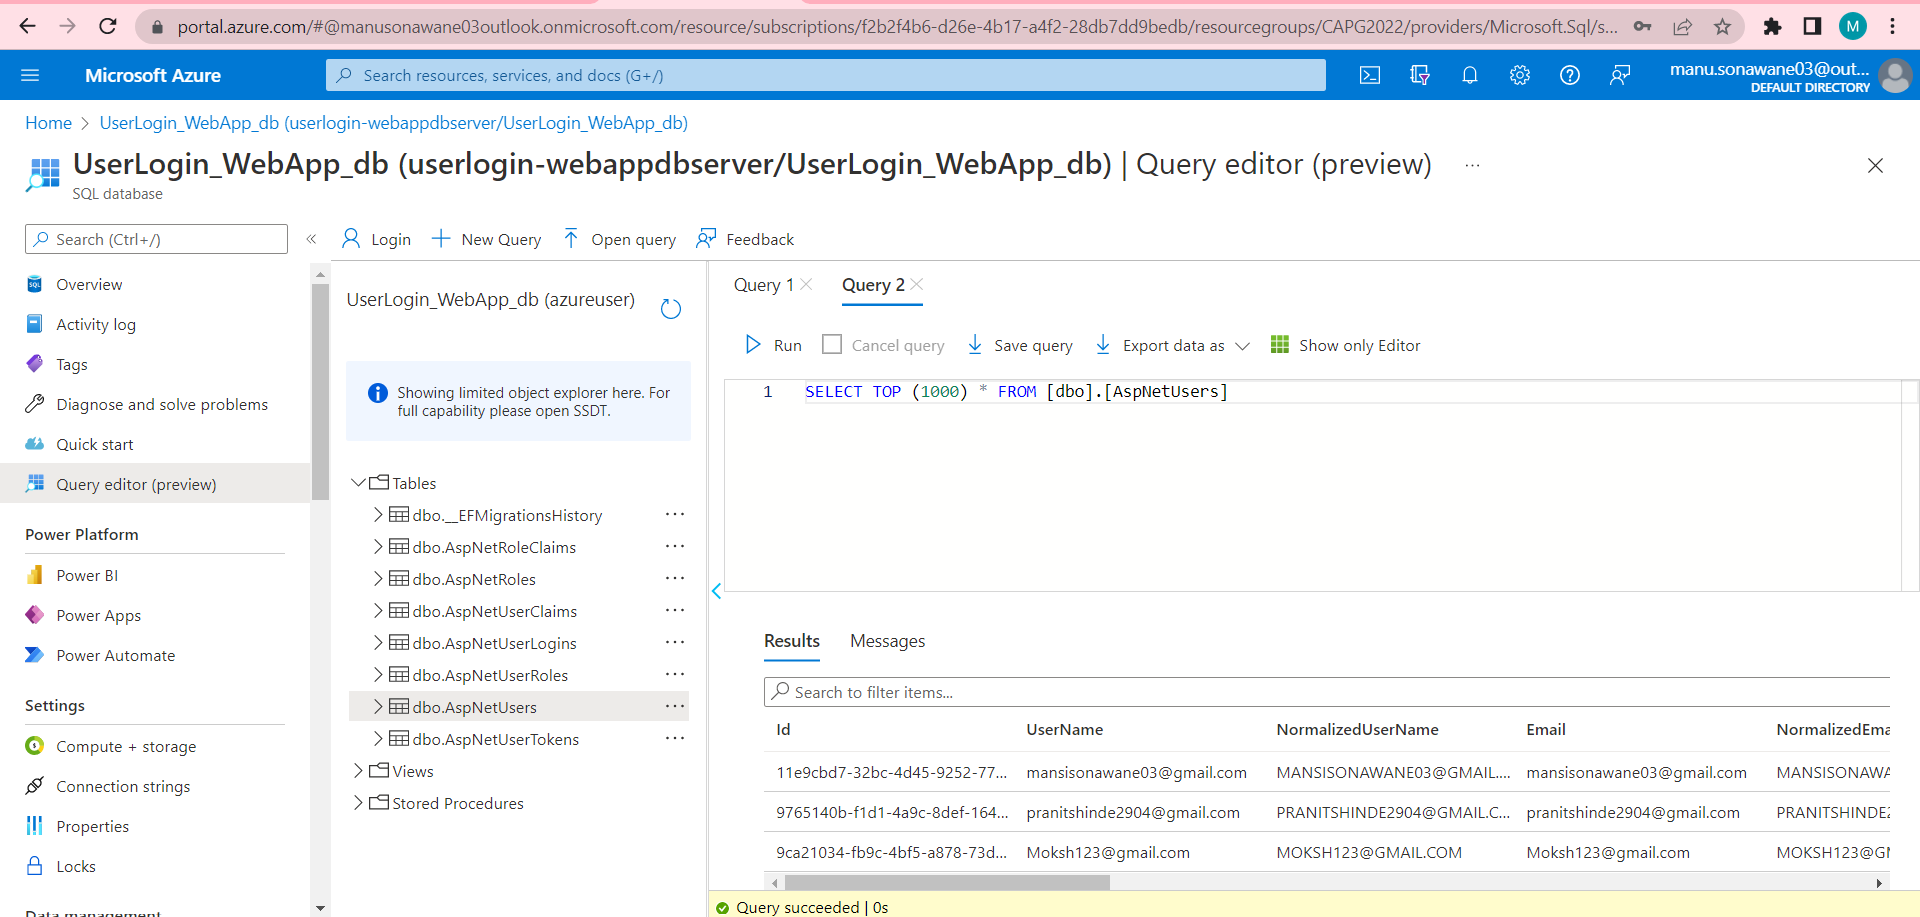 portal.azure.com/#@manusonawane03outlook.onmicrosoft.com/resource/subscriptions/f2b2f4b6-d26e-4b17-a4f2-28db7dd9bedb/resourcegroups/CAPG2022/providers/Microsoft.Sql/s...
M
Microsoft Azure
Search resources, services, and docs (G+/)
manu.sonawane03@out...
DEFAULT DIRECTORY
Home > UserLogin_WebApp_db (userlogin-webappdbserver/UserLogin_WebApp_db)
UserLogin_WebApp_db (userlogin-webappdbserver/UserLogin_WebApp_db) | Query editor (preview) ...
SQL database
Search (Ctrl+/)
«
Overview
Activity log
Tags
Diagnose and solve problems
Quick start
Query editor (preview)
Power Platform
Power BI
Power Apps
Power Automate
Settings
Compute + storage
Connection strings
Properties
Locks
Data management
Login New Query Open query Feedback
UserLogin_WebApp_db (azureuser)
Showing limited object explorer here. For
full capability please open SSDT.
Tables
dbo.__EFMigrationsHistory ...
dbo.AspNetRoleClaims ...
dbo.AspNetRoles ...
dbo.AspNetUserClaims ...
dbo.AspNetUserLogins ...
dbo.AspNetUserRoles ...
dbo.AspNetUsers ...
dbo.AspNetUserTokens ...
Views
Stored Procedures
Query 1 Query 2
Run Cancel query Save query Export data as Show only Editor
1 SELECT TOP (1000) * FROM [dbo].[AspNetUsers]
Results Messages
Search to filter items...
Id UserName NormalizedUserName Email NormalizedEma
11e9cbd7-32bc-4d45-9252-77... mansisonawane03@gmail.com MANSISONAWANE03@GMAIL.... mansisonawane03@gmail.com MANSISONAWA
9765140b-f1d1-4a9c-8def-164... pranitshinde2904@gmail.com PRANITSHINDE2904@GMAIL.C... pranitshinde2904@gmail.com PRANITSHINDE2
9ca21034-fb9c-4bf5-a878-73d... Moksh123@gmail.com MOKSH123@GMAIL.COM Moksh123@gmail.com MOKSH123@GM
Query succeeded | 0s